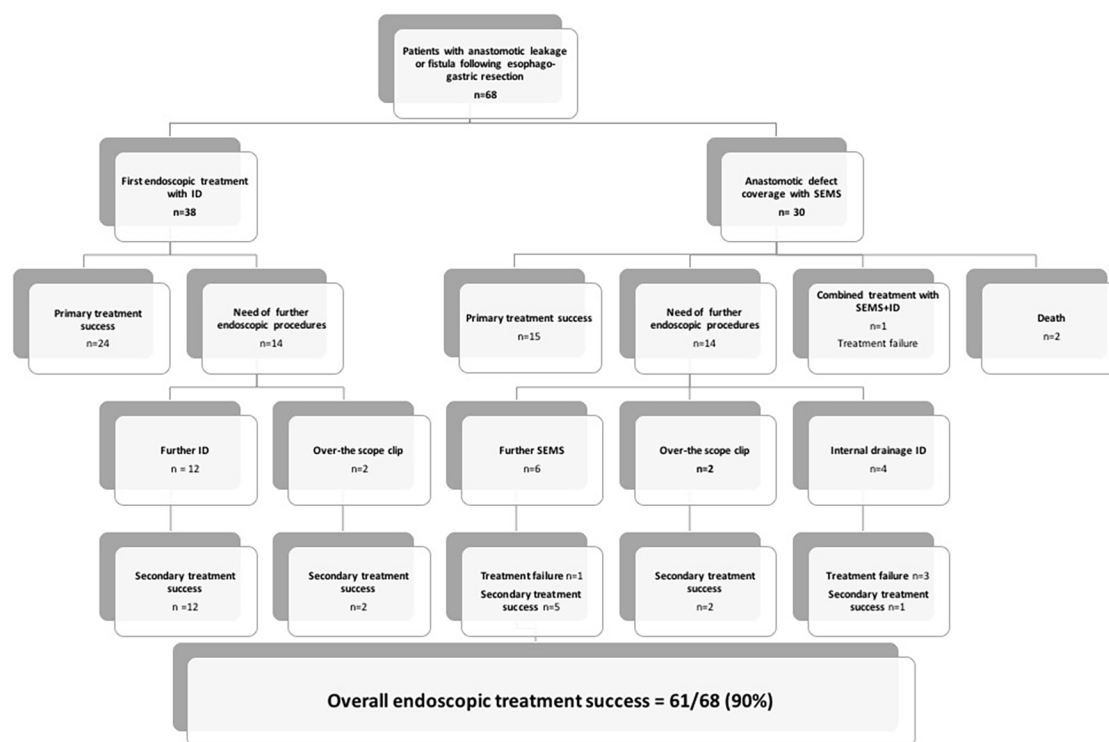 Patients with anastomotic leakage
or fistula following esophago-
gastric resection
n=68
First endoscopic treatment
with ID
n=38
Anastomotic defect
coverage with SEMS
n= 30
Primary treatment
success
n=24
Need of further
endoscopic procedures
n=14
Primary treatment success
n=15
Need of further
endoscopic procedures
n=14
Combined treatment with
SEMS+ID
n=1
Treatment failure
Death
n=2
Further ID
n = 12
Over-the scope clip
n=2
Further SEMS
n=6
Over-the scope clip
n=2
Internal drainage ID
n=4
Secondary treatment
success
n =12
Secondary treatment
success
n=2
Treatment failure n=1
Secondary treatment
success n=5
Secondary treatment
success
n=2
Treatment failure n=3
Secondary treatment
success n=1
Overall endoscopic treatment success = 61/68 (90%)